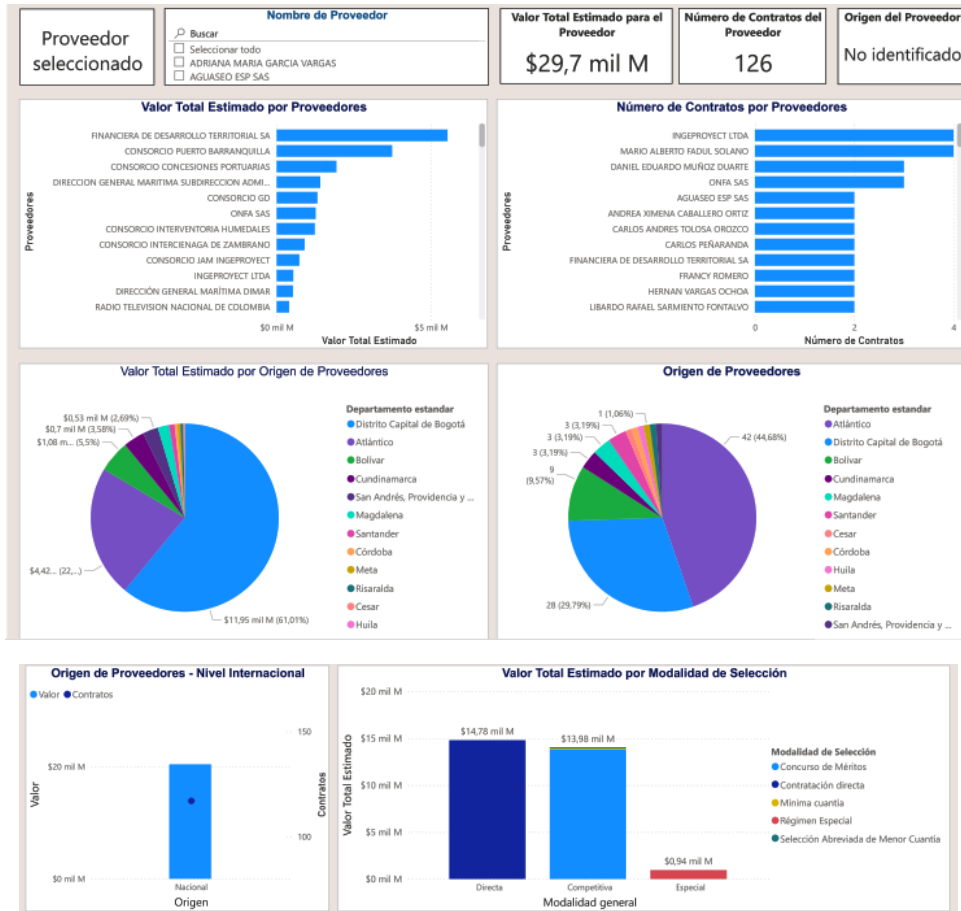 Proveedor
seleccionado
Nombre de Proveedor
Buscar
Seleccionar todo
ADRIANA MARIA GARCIA VARGAS
AGUASEO ESP SAS
Valor Total Estimado para el
Proveedor
$29,7 mil M
Número de Contratos del
Proveedor
126
Origen del Proveedor
No identificado
Valor Total Estimado por Proveedores
Proveedores
FINANCIERA DE DESARROLLO TERRITORIAL SA
CONSORCIO PUERTO BARRANQUILLA
CONSORCIO CONCESIONES PORTUARIAS
DIRECCION GENERAL MARITIMA SUBDIRECCION ADMI...
CONSORCIO GD
ONFA SAS
CONSORCIO INTERVENTORIA HUMEDALES
CONSORCIO INTERCIENAGA DE ZAMBRANO
CONSORCIO JAM INGEPROYECT
INGEPROYECT LTDA
DIRECCIÓN GENERAL MARÍTIMA DIMAR
RADIO TELEVISION NACIONAL DE COLOMBIA
$0 mil M $5 mil M
Valor Total Estimado
Número de Contratos por Proveedores
Proveedores
INGEPROYECT LTDA
MARIO ALBERTO FADUL SOLANO
DANIEL EDUARDO MUÑOZ DUARTE
ONFA SAS
AGUASEO ESP SAS
ANDREA XIMENA CABALLERO ORTIZ
CARLOS ANDRES TOLOSA OROZCO
CARLOS PEÑARANDA
FINANCIERA DE DESARROLLO TERRITORIAL SA
FRANCY ROMERO
HERNAN VARGAS OCHOA
LIBARDO RAFAEL SARMIENTO FONTALVO
0 2 4
Número de Contratos
Valor Total Estimado por Origen de Proveedores
$0,53 mil M (2,69%)
$0,7 mil M (3,58%)
$1,08 m... (5,5%)
$4,42... (22,...)
$11,95 mil M (61,01%)
Departamento estandar
Distrito Capital de Bogotá
Atlántico
Bolívar
Cundinamarca
San Andrés, Providencia y ...
Magdalena
Santander
Córdoba
Meta
Risaralda
Cesar
Huila
Origen de Proveedores
1 (1,06%)
3 (3,19%)
3 (3,19%)
3 (3,19%)
9
(9,57%)
28 (29,79%)
42 (44,68%)
Departamento estandar
Atlántico
Distrito Capital de Bogotá
Bolívar
Cundinamarca
Magdalena
Santander
Cesar
Córdoba
Huila
Meta
Risaralda
San Andrés, Providencia y ...
Origen de Proveedores - Nivel Internacional
Valor Contratos
Valor
$20 mil M
$0 mil M
150
100
Contratos
Nacional
Origen
Valor Total Estimado por Modalidad de Selección
Valor Total Estimado
$20 mil M
$15 mil M
$10 mil M
$5 mil M
$0 mil M
$14,78 mil M
$13,98 mil M
$0,94 mil M
Directa Competitiva Especial
Modalidad general
Modalidad de Selección
Concurso de Méritos
Contratación directa
Mínima cuantía
Régimen Especial
Selección Abreviada de Menor Cuantía